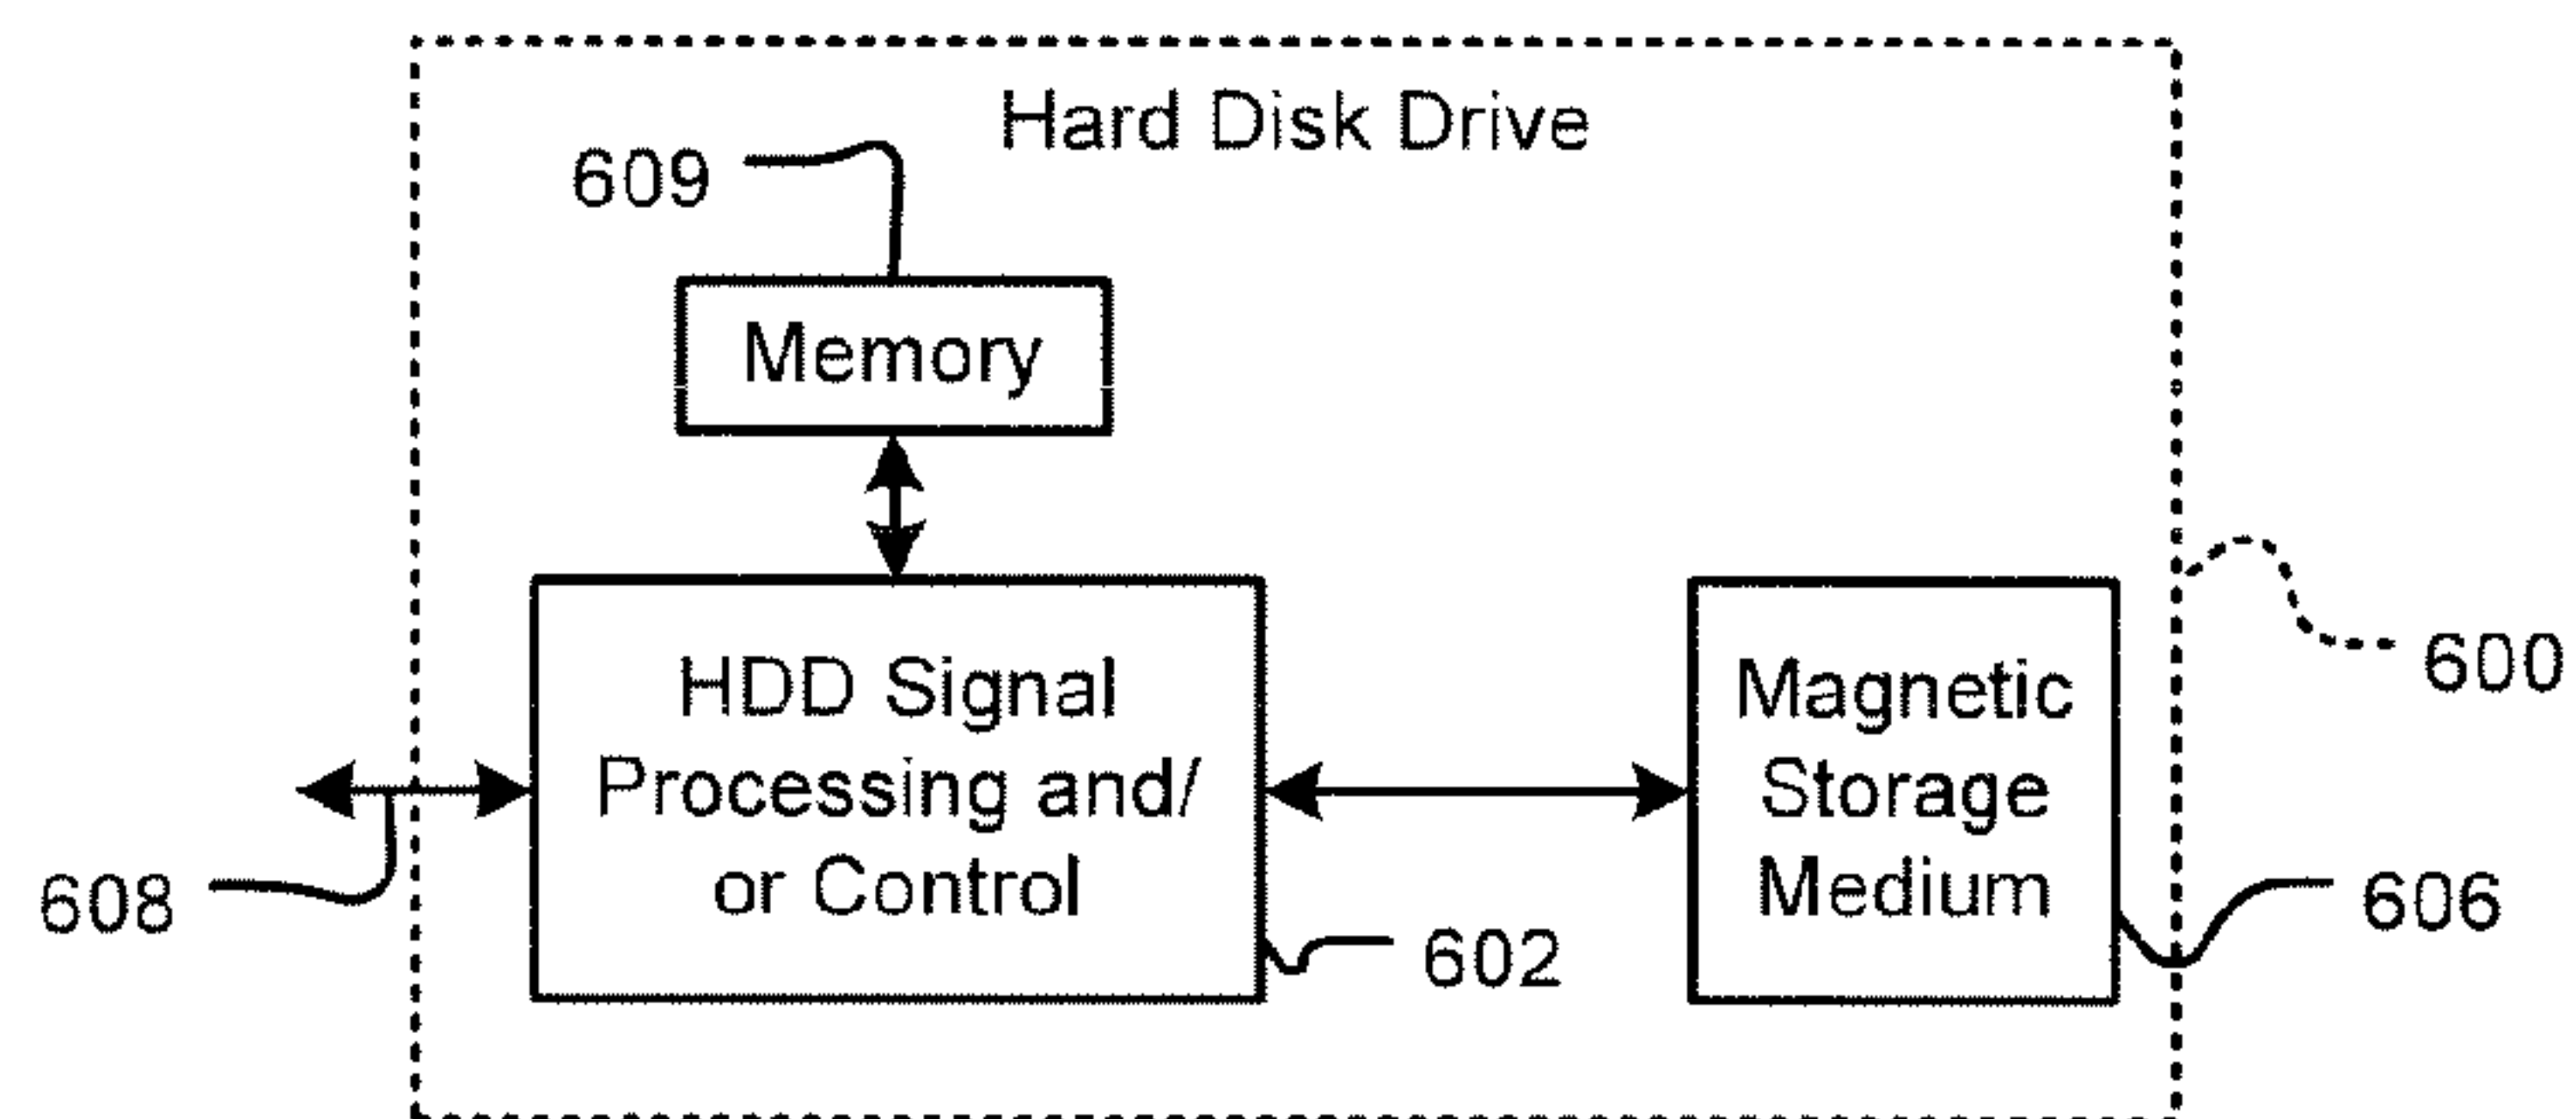 Hard Disk Drive
609
Memory
HDD Signal
Processing and/
or Control
Magnetic
Storage
Medium
600
608
602
606